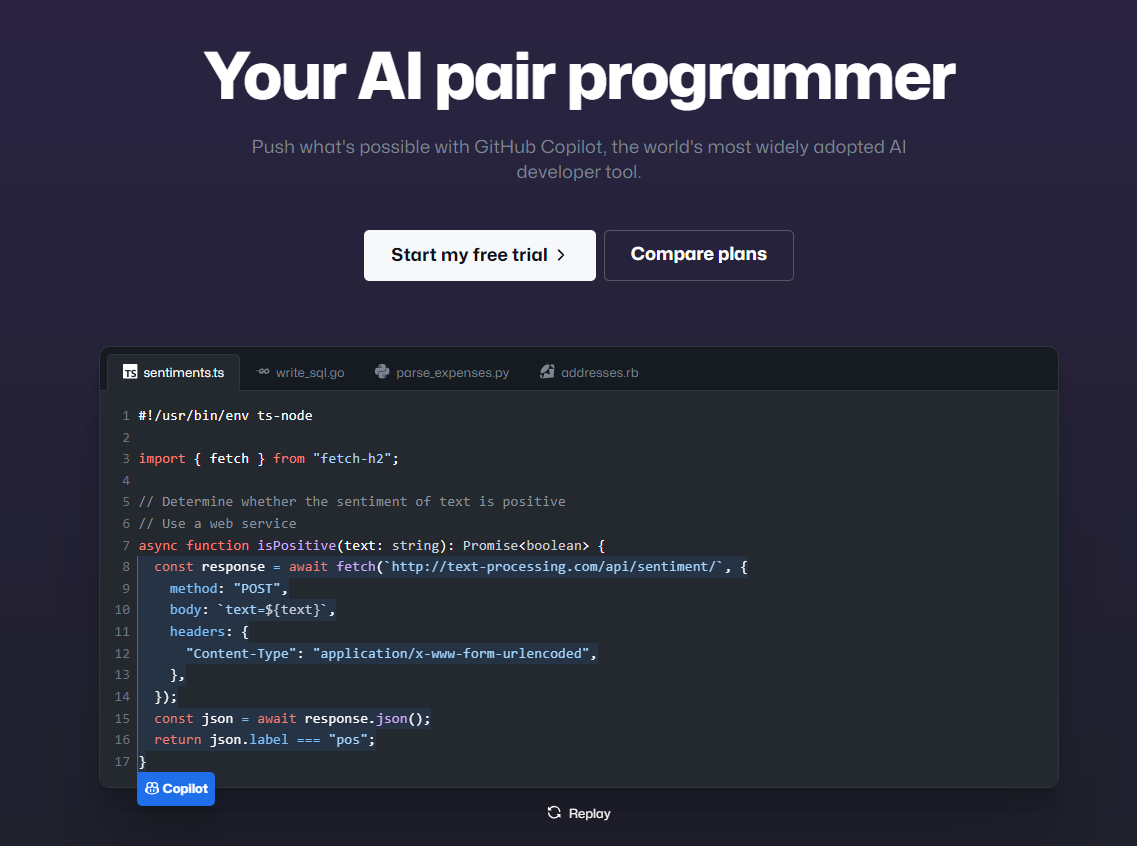 Your AI pair programmer
Push what's possible with GitHub Copilot, the world's most widely adopted AI
developer tool.
Start my free trial >
Compare plans
TS sentiments.ts
GO write_sql.go
parse_expenses.py
addresses.rb
1 #!/usr/bin/env ts-node
2
3 import { fetch } from "fetch-h2";
4
5 // Determine whether the sentiment of text is positive
6 // Use a web service
7 async function isPositive(text: string): Promise<boolean> {
8   const response = await fetch(`http://text-processing.com/api/sentiment/`, {
9     method: "POST",
10     body: `text=${text}`,
11     headers: {
12       "Content-Type": "application/x-www-form-urlencoded",
13     },
14   });
15   const json = await response.json();
16   return json.label === "pos";
17 }
Copilot
Replay